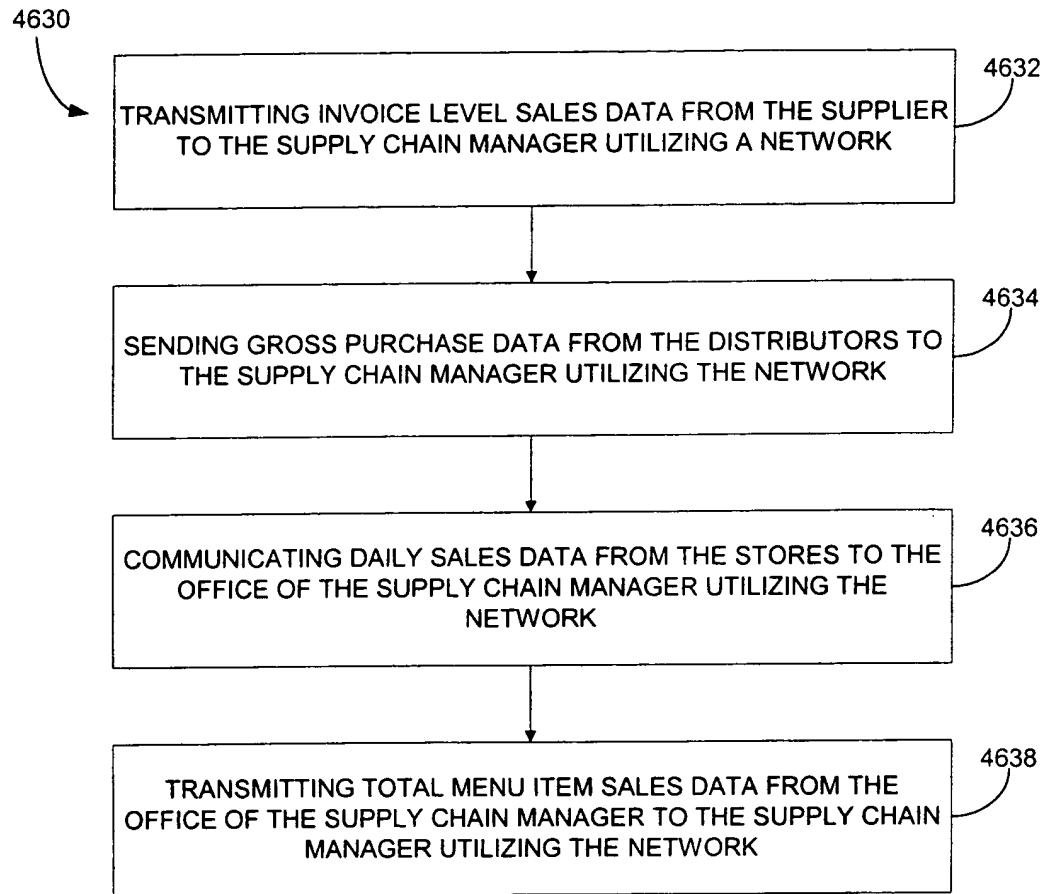 4630
4632
TRANSMITTING INVOICE LEVEL SALES DATA FROM THE SUPPLIER
TO THE SUPPLY CHAIN MANAGER UTILIZING A NETWORK
4634
SENDING GROSS PURCHASE DATA FROM THE DISTRIBUTORS TO
THE SUPPLY CHAIN MANAGER UTILIZING THE NETWORK
4636
COMMUNICATING DAILY SALES DATA FROM THE STORES TO THE
OFFICE OF THE SUPPLY CHAIN MANAGER UTILIZING THE
NETWORK
4638
TRANSMITTING TOTAL MENU ITEM SALES DATA FROM THE
OFFICE OF THE SUPPLY CHAIN MANAGER TO THE SUPPLY CHAIN
MANAGER UTILIZING THE NETWORK